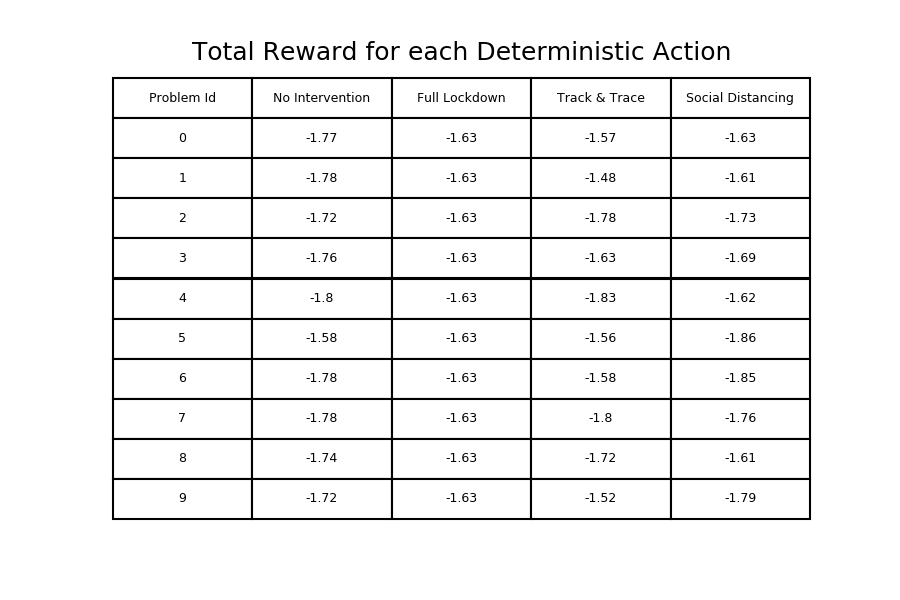 Total Reward for each Deterministic Action
Problem Id No Intervention Full Lockdown Track & Trace Social Distancing
0 -1.77 -1.63 -1.57 -1.63
1 -1.78 -1.63 -1.48 -1.61
2 -1.72 -1.63 -1.78 -1.73
3 -1.76 -1.63 -1.63 -1.69
4 -1.8 -1.63 -1.83 -1.62
5 -1.58 -1.63 -1.56 -1.86
6 -1.78 -1.63 -1.58 -1.85
7 -1.78 -1.63 -1.8 -1.76
8 -1.74 -1.63 -1.72 -1.61
9 -1.72 -1.63 -1.52 -1.79